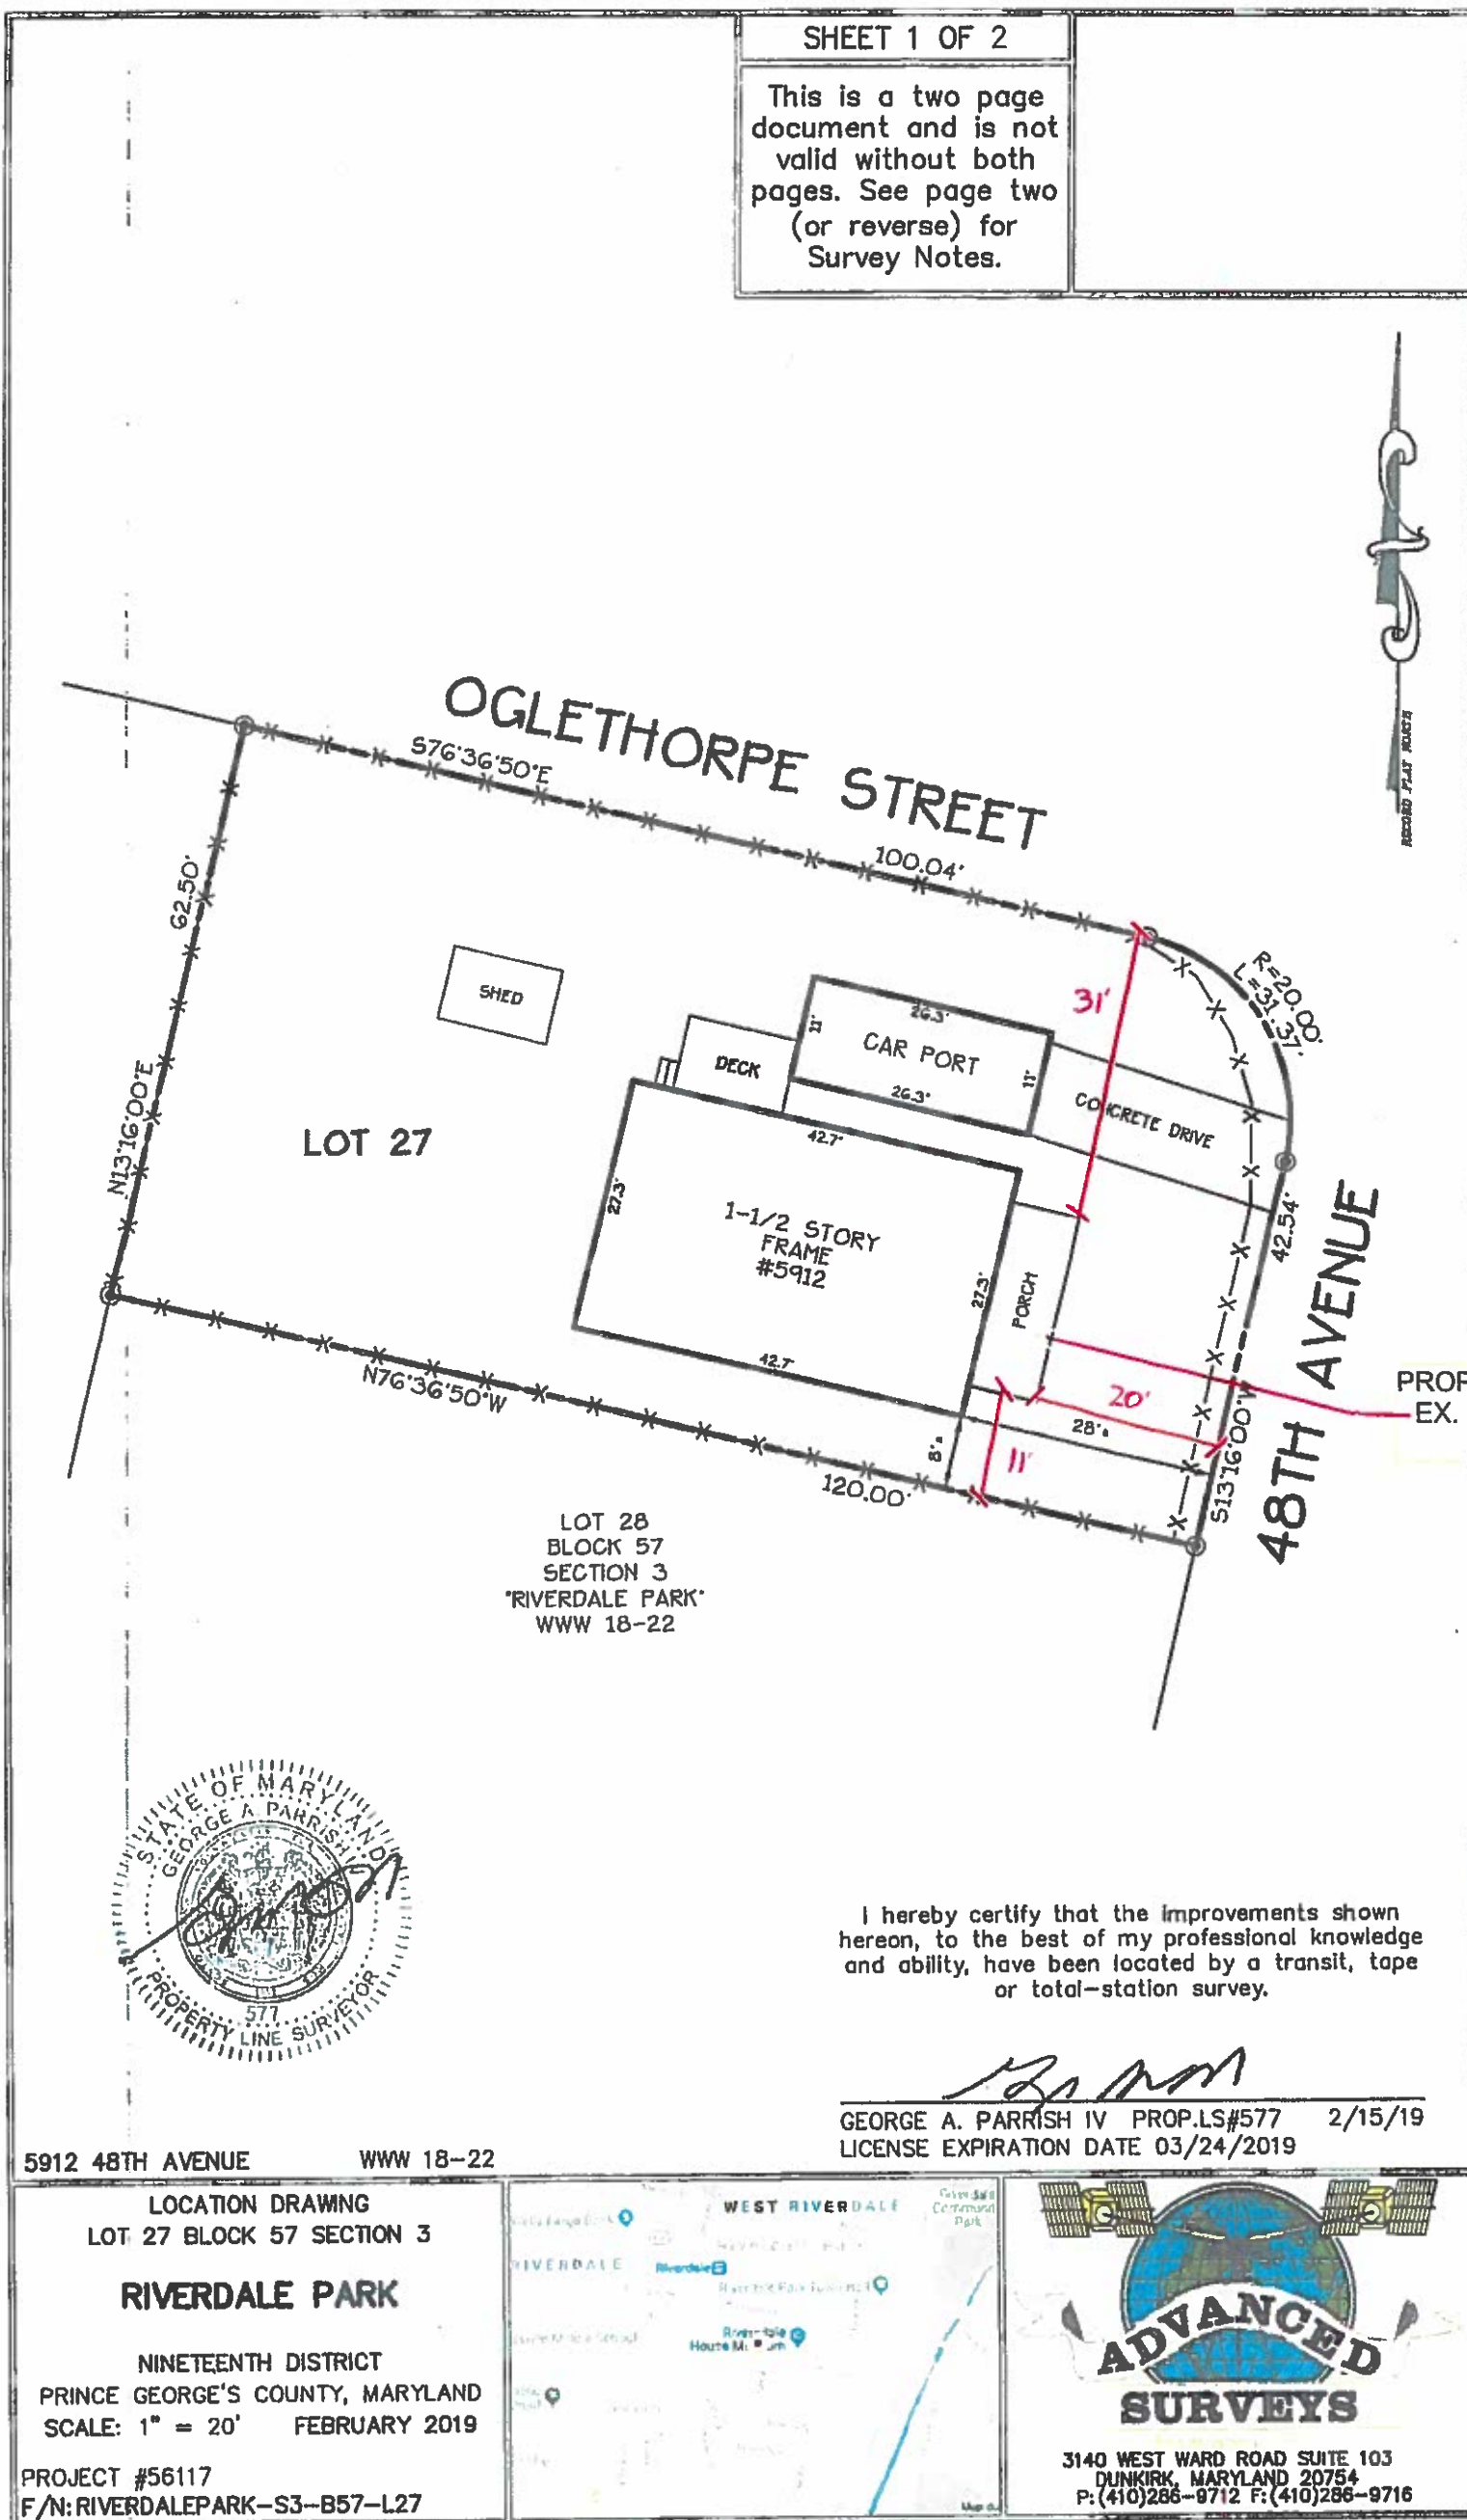 SHEET 1 OF 2
This is a two page
document and is not
valid without both
pages. See page two
(or reverse) for
Survey Notes.
RECORD PLAT NORTH
OGLETHORPE STREET
S76°36'50"E
100.04'
62.50'
N13°16'00"E
R=20.00'
L=31.37'
31'
SHED
DECK
26.3'
11'
CAR PORT
11'
26.3'
CONCRETE DRIVE
LOT 27
42.7'
27.3'
1-1/2 STORY
FRAME
#5912
27.3'
PORCH
42.7'
42.54'
S13°16'00"W
48TH AVENUE
PROP
EX.
20'
28'±
8'±
11'
N76°36'50"W
120.00'
LOT 28
BLOCK 57
SECTION 3
"RIVERDALE PARK"
WWW 18-22
STATE OF MARYLAND
GEORGE A. PARRISH
577
PROPERTY LINE SURVEYOR
I hereby certify that the improvements shown
hereon, to the best of my professional knowledge
and ability, have been located by a transit, tape
or total-station survey.
GEORGE A. PARRISH IV PROP.LS#577 2/15/19
LICENSE EXPIRATION DATE 03/24/2019
5912 48TH AVENUE WWW 18-22
LOCATION DRAWING
LOT 27 BLOCK 57 SECTION 3
RIVERDALE PARK
NINETEENTH DISTRICT
PRINCE GEORGE'S COUNTY, MARYLAND
SCALE: 1" = 20' FEBRUARY 2019
PROJECT #56117
F/N: RIVERDALEPARK-S3-B57-L27
WEST RIVERDALE
RIVERDALE
Riverdale
ADVANCED
SURVEYS
3140 WEST WARD ROAD SUITE 103
DUNKIRK, MARYLAND 20754
P:(410)286-9712 F:(410)286-9716